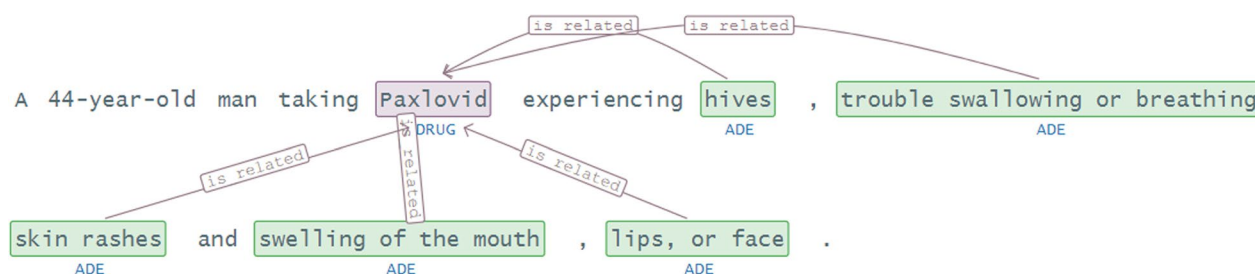 is related is related
A 44-year-old man taking Paxlovid experiencing hives , trouble swallowing or breathing
DRUG ADE ADE
is related is related is related
skin rashes and swelling of the mouth , lips, or face .
ADE ADE ADE